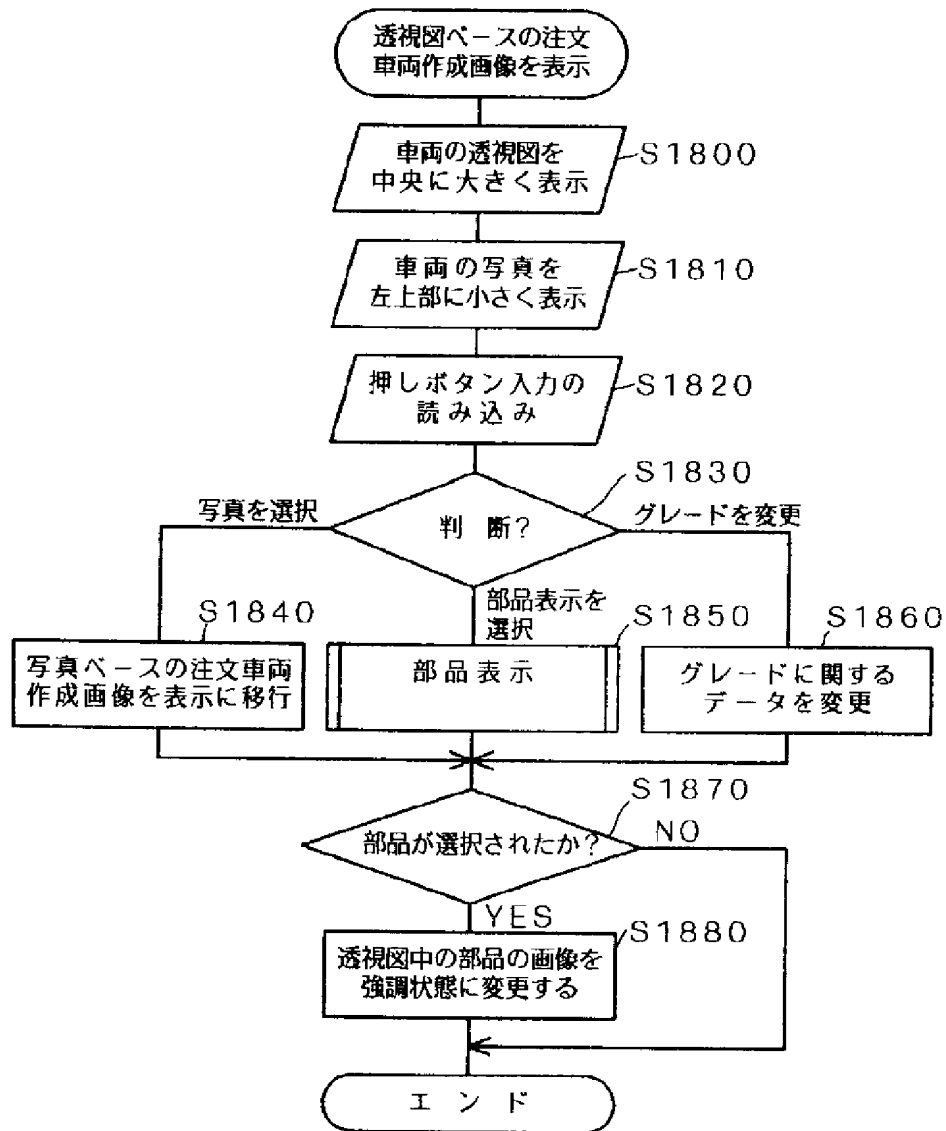 透視図ベースの注文
車両作成画像を表示
車両の透視図を
中央に大きく表示
S1800
車両の写真を
左上部に小さく表示
S1810
押しボタン入力の
読み込み
S1820
S1830
写真を選択
判 断?
グレードを変更
部品表示を
選択
S1840
S1850
S1860
写真ベースの注文車両
作成画像を表示に移行
部品表示
グレードに関する
データを変更
S1870
部品が選択されたか?
NO
YES
S1880
透視図中の部品の画像を
強調状態に変更する
エ ン ド